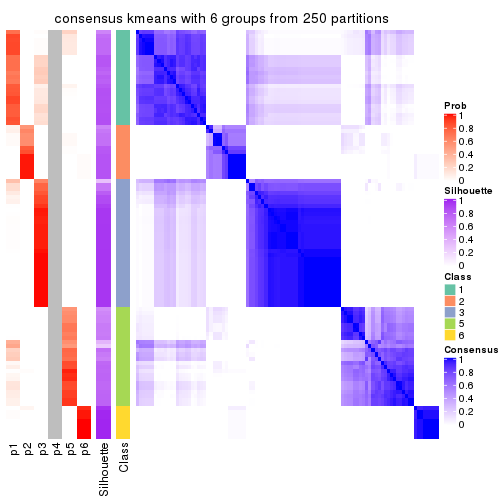 consensus kmeans with 6 groups from 250 partitions
Prob
1
0.8
0.6
0.4
0.2
0
Silhouette
1
0.8
0.6
0.4
0.2
0
Class
1
2
3
5
6
Consensus
1
0.8
0.6
0.4
0.2
0
p1
p2
p3
p4
p5
p6
Silhouette
Class